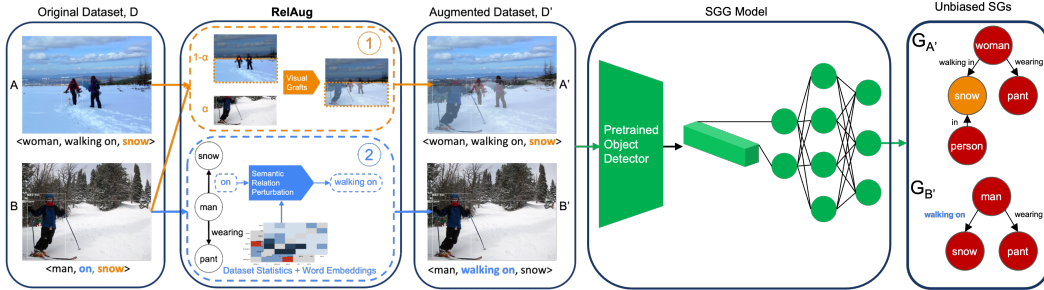 Original Dataset, D
A
<woman, walking on, snow>
B
<man, on, snow>
RelAug
1
1-α
Visual
Grafts
α
2
snow
on
Semantic
Relation
Perturbation
walking on
man
wearing
pant
Dataset Statistics + Word Embeddings
Augmented Dataset, D'
A'
<woman, walking on, snow>
B'
<man, walking on, snow>
SGG Model
Pretrained
Object
Detector
Unbiased SGs
GA'
woman
walking in
wearing
snow
pant
in
person
GB'
man
walking on
wearing
snow
pant